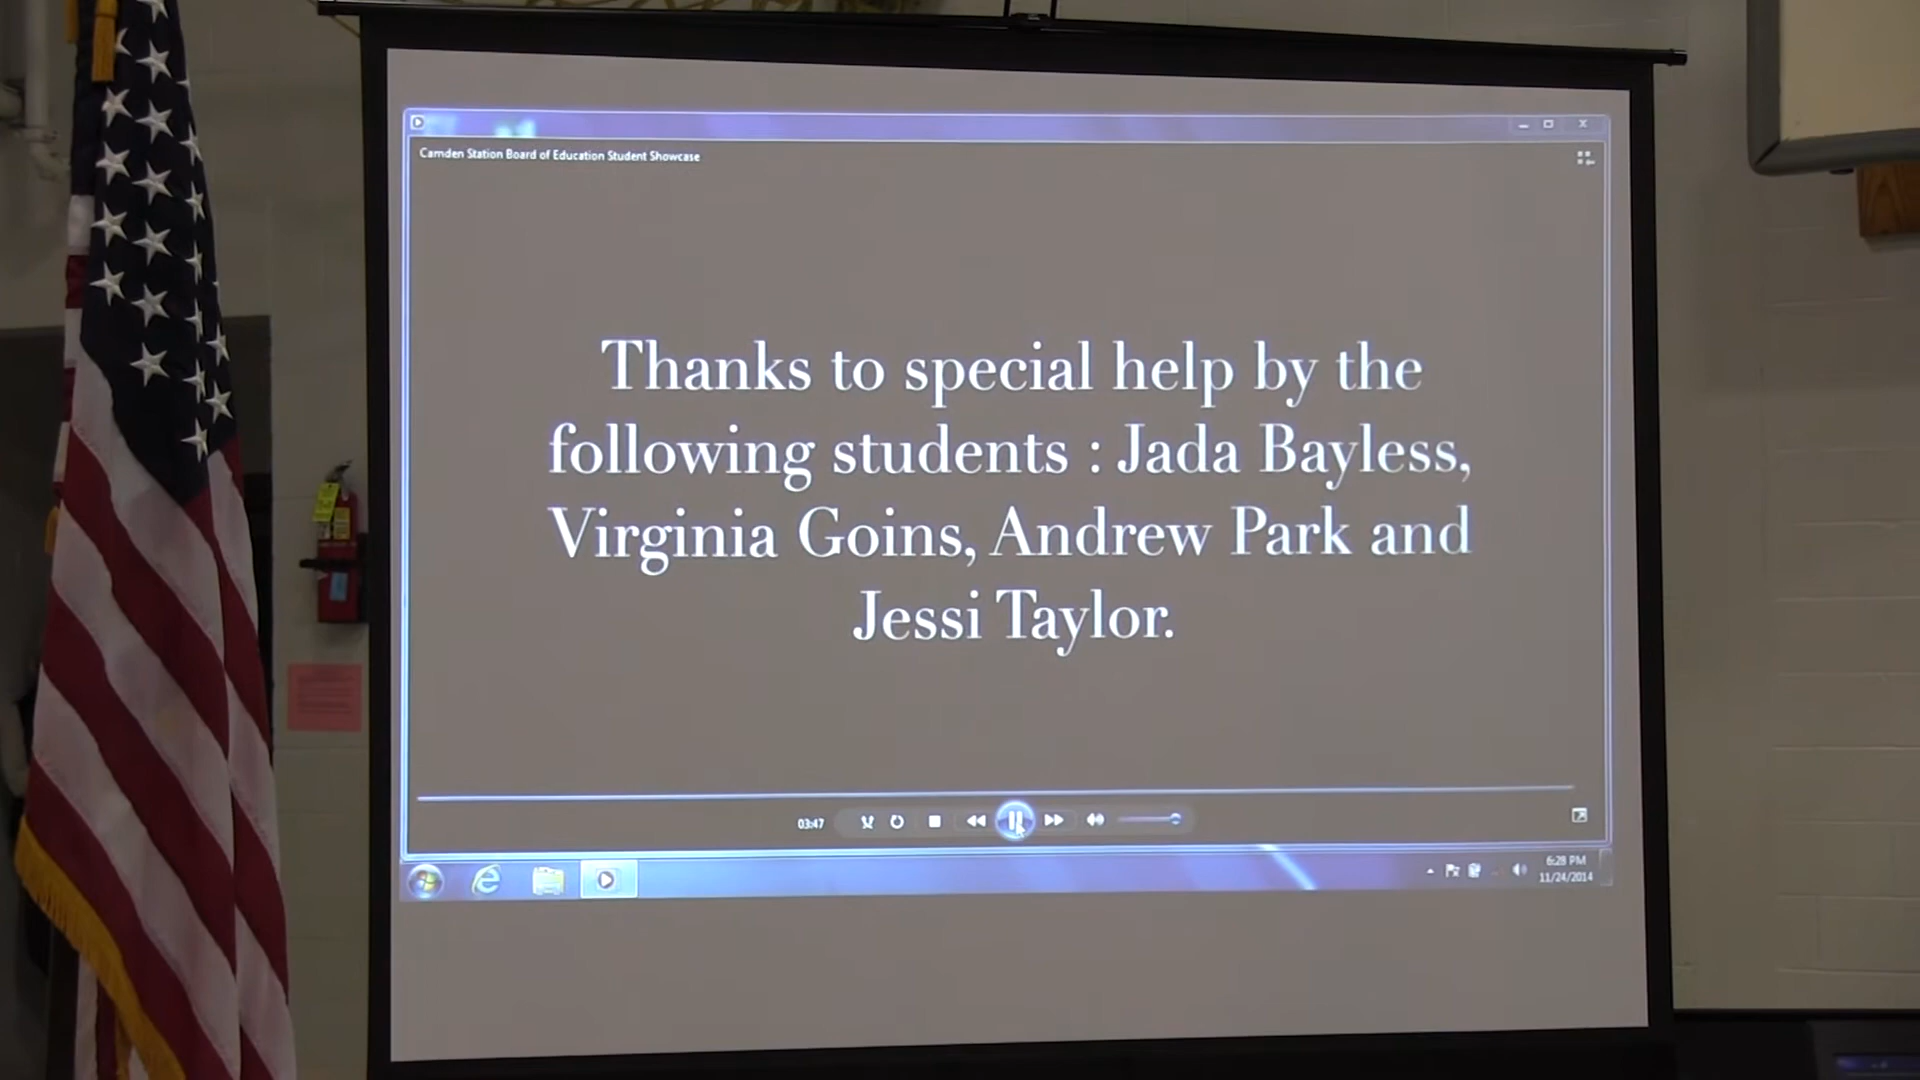 Camden Station Board of Education Student Showcase
Thanks to special help by the
following students : Jada Bayless,
Virginia Goins, Andrew Park and
Jessi Taylor.
03:47
6:28 PM
11/24/2014